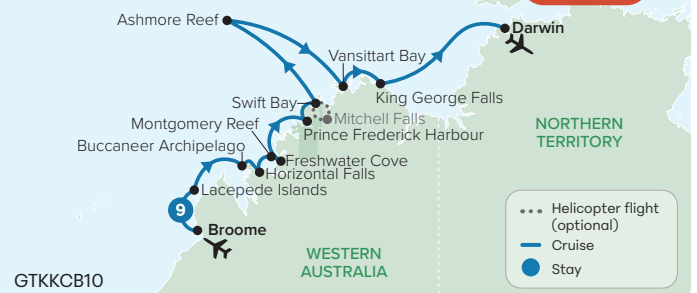 Ashmore Reef
Darwin
Vansittart Bay
Swift Bay
King George Falls
Mitchell Falls
Montgomery Reef
Prince Frederick Harbour
Buccaneer Archipelago
Freshwater Cove
Horizontal Falls
Lacepede Islands
9
Broome
NORTHERN
TERRITORY
WESTERN
AUSTRALIA
Helicopter flight
(optional)
Cruise
Stay
GTKKCB10